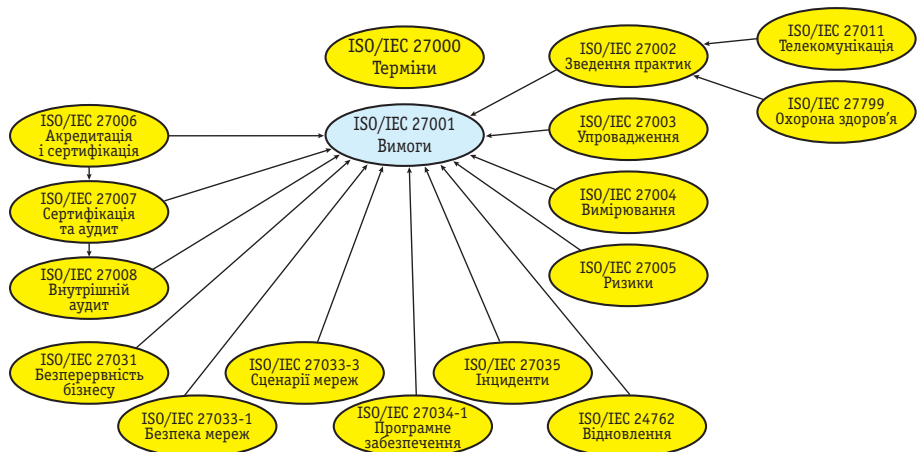 ISO/IEC 27000
Терміни
ISO/IEC 27002
Зведення практик
ISO/IEC 27011
Телекомунікація
ISO/IEC 27799
Охорона здоров'я
ISO/IEC 27006
Акредитація
і сертифікація
ISO/IEC 27001
Вимоги
ISO/IEC 27003
Упровадження
ISO/IEC 27007
Сертифікація
та аудит
ISO/IEC 27004
Вимірювання
ISO/IEC 27008
Внутрішній
аудит
ISO/IEC 27005
Ризики
ISO/IEC 27031
Безперервність
бізнесу
ISO/IEC 27033-3
Сценарії мереж
ISO/IEC 27035
Інциденти
ISO/IEC 27033-1
Безпека мереж
ISO/IEC 27034-1
Програмне
забезпечення
ISO/IEC 24762
Відновлення